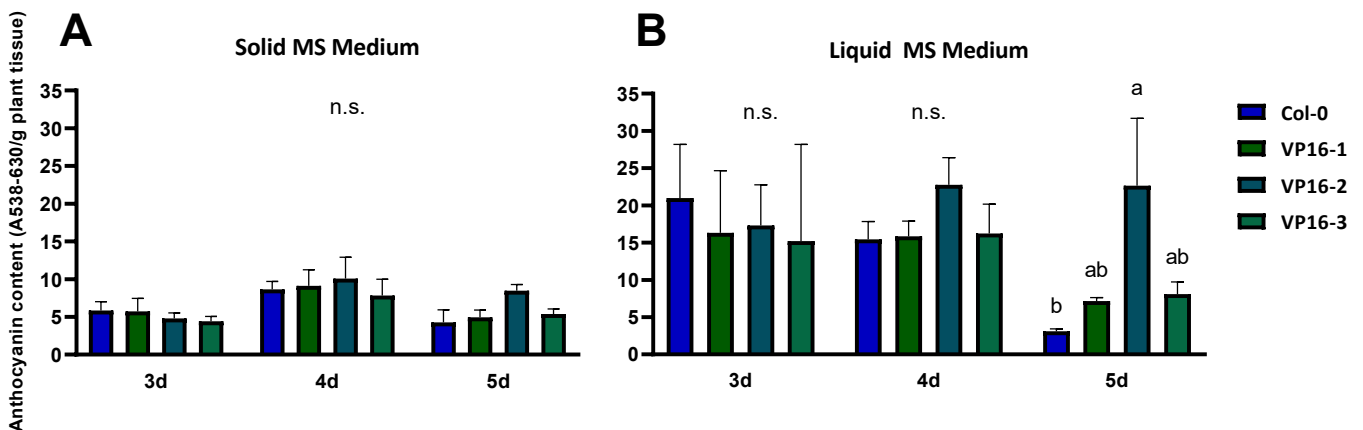 Anthocyanin content (A538-630/g plant tissue)
A
Solid MS Medium
35
30
25
20
15
10
5
0
n.s.
3d
4d
5d
B
Liquid MS Medium
35
30
25
20
15
10
5
0
n.s.
n.s.
b
ab
a
ab
3d
4d
5d
Col-0
VP16-1
VP16-2
VP16-3